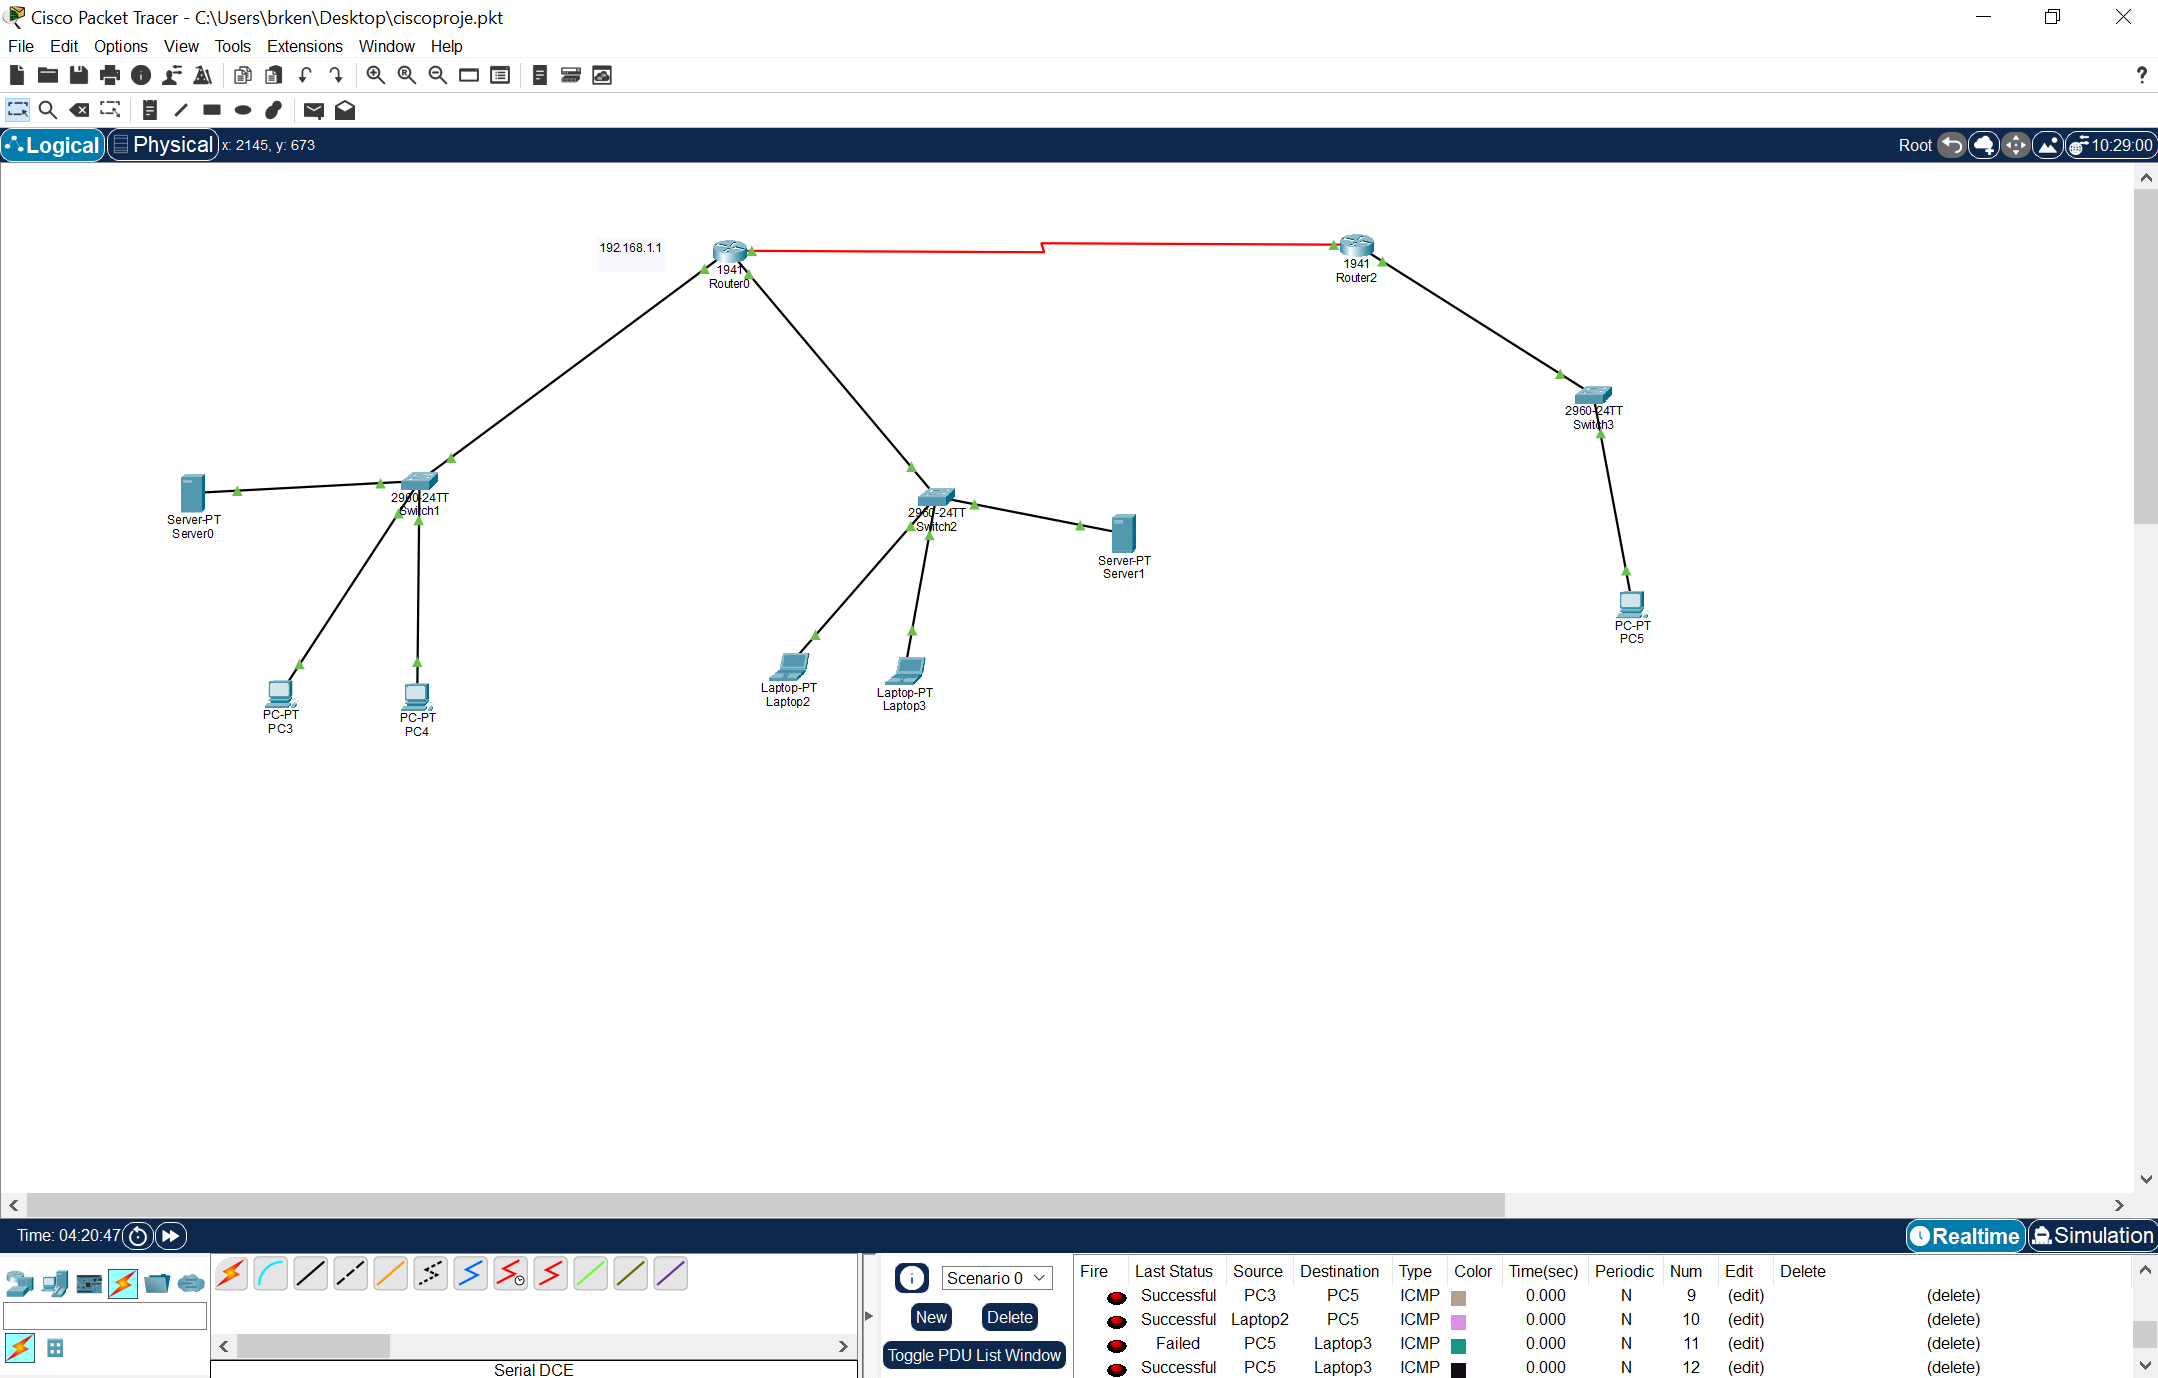 Cisco Packet Tracer - C:\Users\brken\Desktop\ciscoproje.pkt
File Edit Options View Tools Extensions Window Help
?
Logical Physical x: 2145, y: 673 Root 10:29:00
192.168.1.1
1941
Router0
1941
Router2
2960-24TT
Switch3
2960-24TT
Switch1
Server-PT
Server0
2960-24TT
Switch2
Server-PT
Server1
PC-PT
PC5
Laptop-PT
Laptop2
Laptop-PT
Laptop3
PC-PT
PC3
PC-PT
PC4
Time: 04:20:47 Realtime Simulation
Scenario 0
New Delete
Toggle PDU List Window
Serial DCE
Fire Last Status Source Destination Type Color Time(sec) Periodic Num Edit Delete
Successful PC3 PC5 ICMP 0.000 N 9 (edit) (delete)
Successful Laptop2 PC5 ICMP 0.000 N 10 (edit) (delete)
Failed PC5 Laptop3 ICMP 0.000 N 11 (edit) (delete)
Successful PC5 Laptop3 ICMP 0.000 N 12 (edit) (delete)